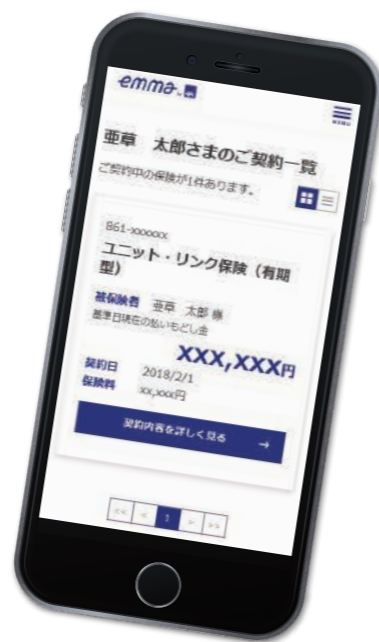 emma by AXA
MENU
亜草 太郎さまのご契約一覧
ご契約中の保険が1件あります。
861-xxxxxx
ユニット・リンク保険（有期
型）
被保険者 亜草 太郎 様
基準日現在の払いもどし金
XXX,XXX円
契約日 2018/2/1
保険料 xx,xxx円
契約内容を詳しく見る →
<< < 1 > >>